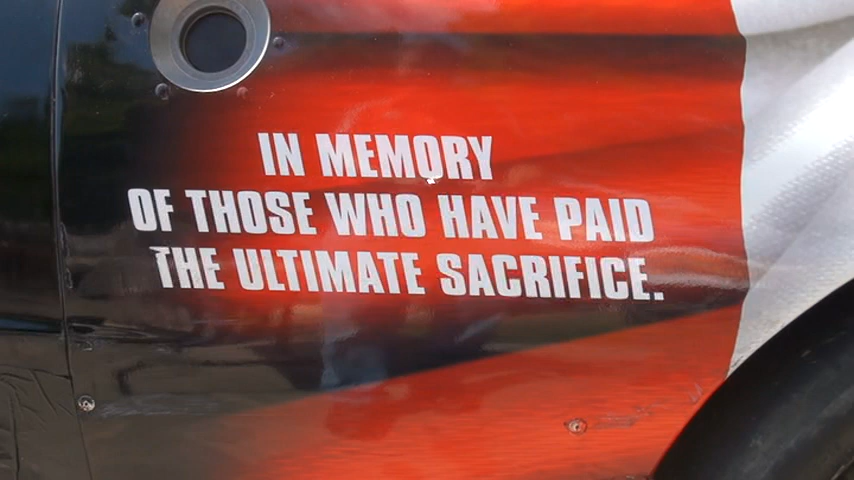 IN MEMORY
OF THOSE WHO HAVE PAID
THE ULTIMATE SACRIFICE.